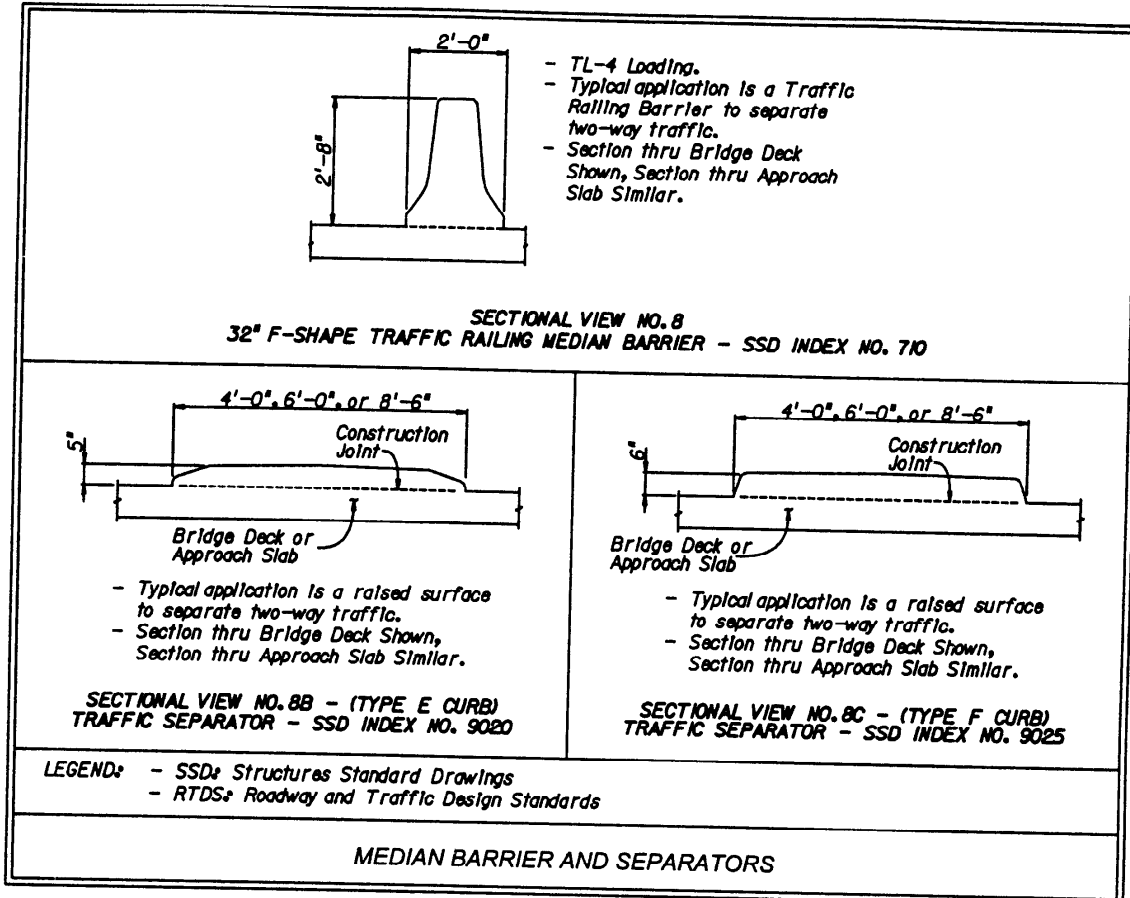 2'-0"
2'-8"
- TL-4 Loading.
- Typical application is a Traffic
Railing Barrier to separate
two-way traffic.
- Section thru Bridge Deck
Shown, Section thru Approach
Slab Similar.
SECTIONAL VIEW NO. 8
32" F-SHAPE TRAFFIC RAILING MEDIAN BARRIER - SSD INDEX NO. 710
4'-0", 6'-0", or 8'-6"
5"
Construction
Joint
Bridge Deck or
Approach Slab
- Typical application is a raised surface
to separate two-way traffic.
- Section thru Bridge Deck Shown,
Section thru Approach Slab Similar.
SECTIONAL VIEW NO. 8B - (TYPE E CURB)
TRAFFIC SEPARATOR - SSD INDEX NO. 9020
4'-0", 6'-0", or 8'-6"
6"
Construction
Joint
Bridge Deck or
Approach Slab
- Typical application is a raised surface
to separate two-way traffic.
- Section thru Bridge Deck Shown,
Section thru Approach Slab Similar.
SECTIONAL VIEW NO. 8C - (TYPE F CURB)
TRAFFIC SEPARATOR - SSD INDEX NO. 9025
LEGEND: - SSD: Structures Standard Drawings
- RTDS: Roadway and Traffic Design Standards
MEDIAN BARRIER AND SEPARATORS